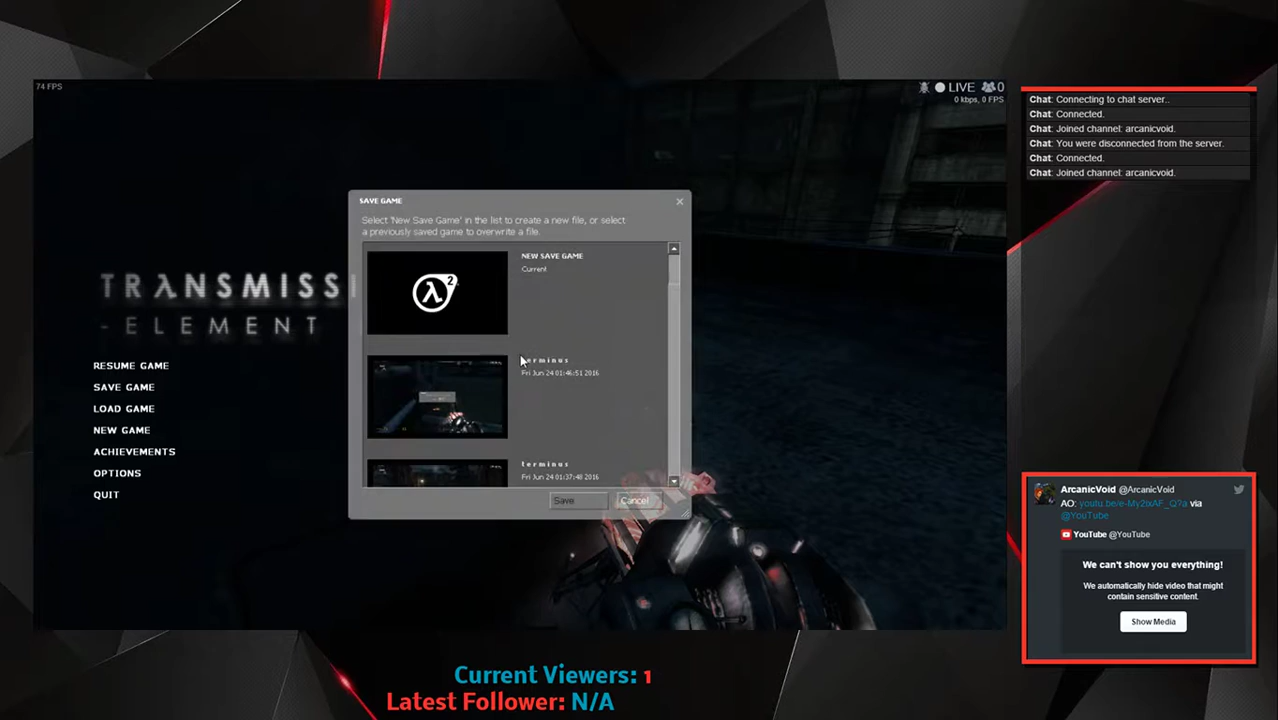 74 FPS
LIVE 0
0 kbps, 0 FPS
SAVE GAME
Select 'New Save Game' in the list to create a new file, or select
a previously saved game to overwrite a file.
NEW SAVE GAME
Current
terminus
Fri Jun 24 01:46:51 2016
terminus
Fri Jun 24 01:37:48 2016
Save
Cancel
TRANSMISSI
-ELEMENT
RESUME GAME
SAVE GAME
LOAD GAME
NEW GAME
ACHIEVEMENTS
OPTIONS
QUIT
Chat: Connecting to chat server..
Chat: Connected.
Chat: Joined channel: arcanicvoid.
Chat: You were disconnected from the server.
Chat: Connected.
Chat: Joined channel: arcanicvoid.
ArcanicVoid @ArcanicVoid
AO: youtu.be/e-My2ixAF_Q?a via
@YouTube
YouTube @YouTube
We can't show you everything!
We automatically hide video that might
contain sensitive content.
Show Media
Current Viewers: 1
Latest Follower: N/A